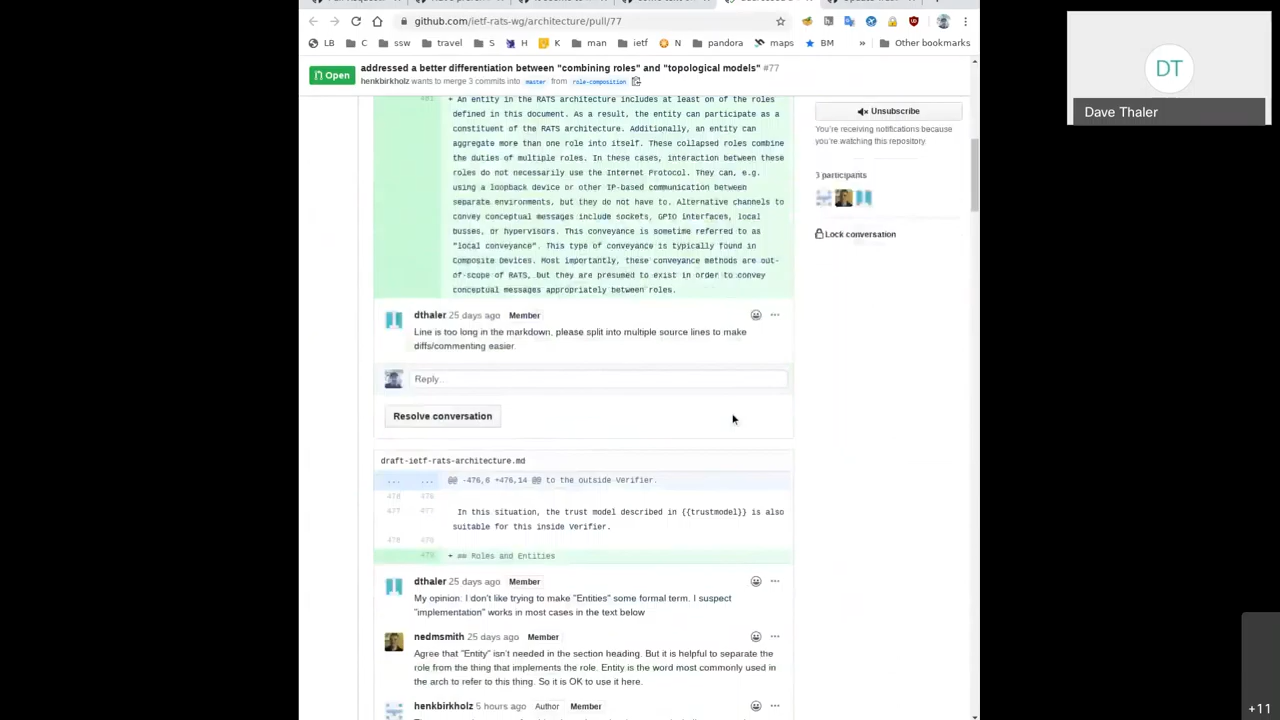 github.com/ietf-rats-wg/architecture/pull/77
LB C ssw travel S H K man ietf N pandora maps BM » Other bookmarks
Open
addressed a better differentiation between "combining roles" and "topological models" #77
henkbirkholz wants to merge 3 commits into master from role-composition
481 + An entity in the RATS architecture includes at least on of the roles
defined in this document. As a result, the entity can participate as a
constituent of the RATS architecture. Additionally, an entity can
aggregate more than one role into itself. These collapsed roles combine
the duties of multiple roles. In these cases, interaction between these
roles do not necessarily use the Internet Protocol. They can, e.g.
using a loopback device or other IP-based communication between
separate environments, but they do not have to. Alternative channels to
convey conceptual messages include sockets, GPIO interfaces, local
busses, or hypervisors. This conveyance is sometime referred to as
"local conveyance". This type of conveyance is typically found in
Composite Devices. Most importantly, these conveyance methods are out-
of-scope of RATS, but they are presumed to exist in order to convey
conceptual messages appropriately between roles.
dthaler 25 days ago Member
Line is too long in the markdown, please split into multiple source lines to make
diffs/commenting easier.
Reply...
Resolve conversation
draft-ietf-rats-architecture.md
... ... @@ -476,6 +476,14 @@ to the outside Verifier.
476 476
477 477 In this situation, the trust model described in {{trustmodel}} is also
suitable for this inside Verifier.
478 478
479 + ## Roles and Entities
dthaler 25 days ago Member
My opinion: I don't like trying to make "Entities" some formal term. I suspect
"implementation" works in most cases in the text below
nedmsmith 25 days ago Member
Agree that "Entity" isn't needed in the section heading. But it is helpful to separate the
role from the thing that implements the role. Entity is the word most commonly used in
the arch to refer to this thing. So it is OK to use it here.
henkbirkholz 5 hours ago Author Member
Unsubscribe
You're receiving notifications because
you're watching this repository.
3 participants
Lock conversation
DT
Dave Thaler
+11